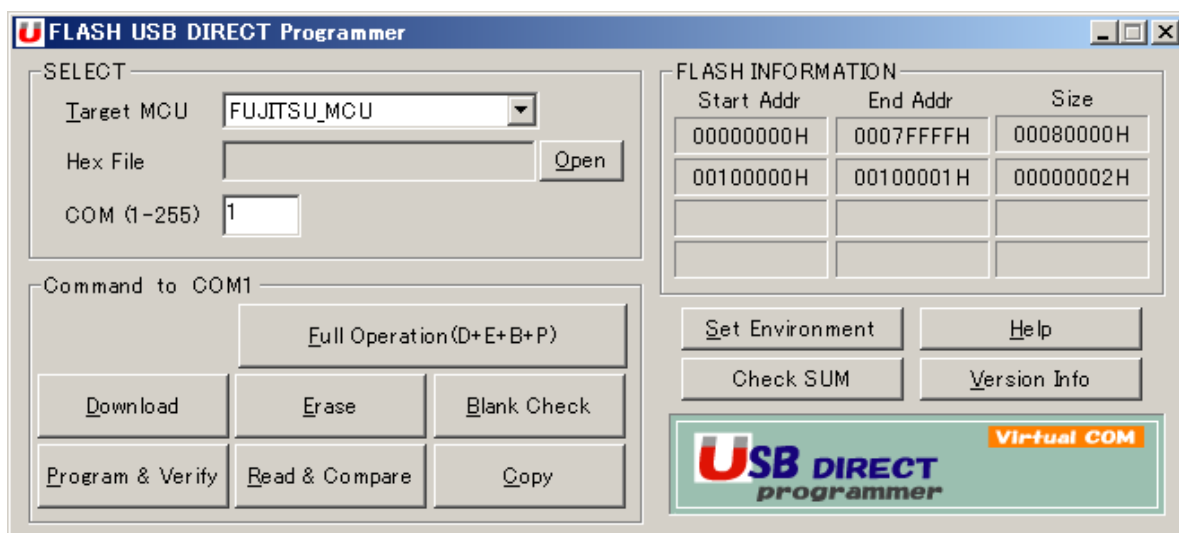 FLASH USB DIRECT Programmer
SELECT
Target MCU FUJITSU_MCU
Hex File Open
COM (1-255) 1
Command to COM1
Full Operation(D+E+B+P)
Download Erase Blank Check
Program & Verify Read & Compare Copy
FLASH INFORMATION
Start Addr End Addr Size
00000000H 0007FFFFH 00080000H
00100000H 00100001H 00000002H
Set Environment Help
Check SUM Version Info
Virtual COM
USB DIRECT
programmer